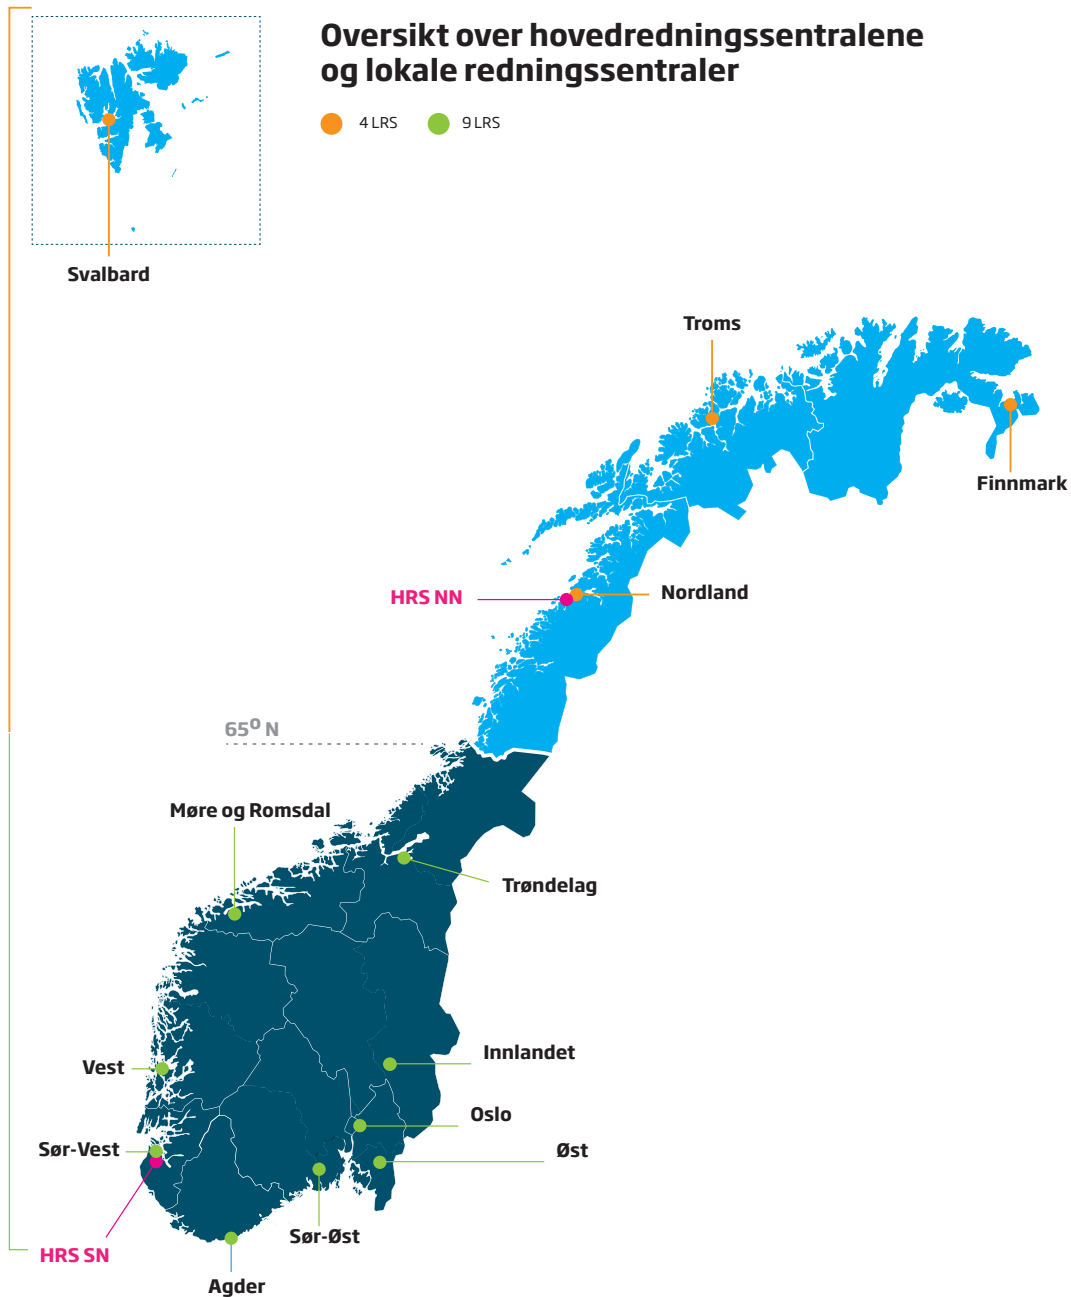 Oversikt over hovedredningssentralene
og lokale redningssentraler
4 LRS
9 LRS
Svalbard
Troms
Finnmark
HRS NN
Nordland
65⁰ N
Møre og Romsdal
Trøndelag
Innlandet
Vest
Oslo
Sør-Vest
Øst
Sør-Øst
HRS SN
Agder